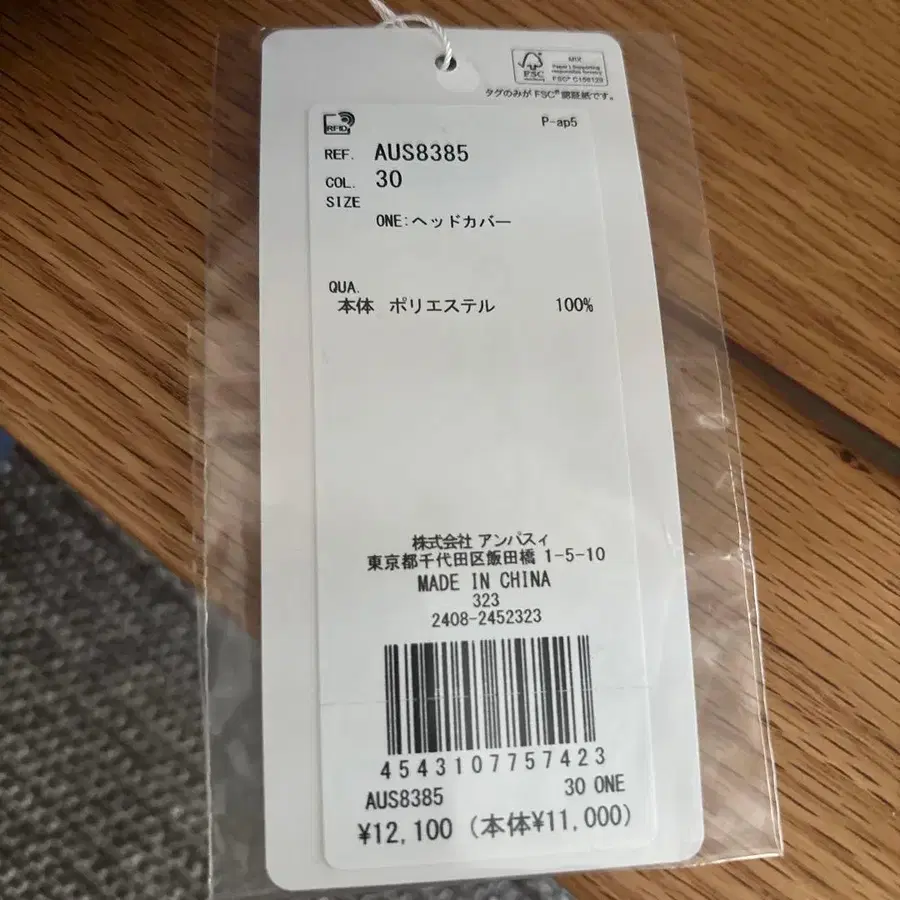 FSC
MIX
Paper | Supporting
responsible forestry
FSC® C156129
タグのみが FSC®認証紙です。
RFID
P-ap5
REF. AUS8385
COL. 30
SIZE
ONE:ヘッドカバー
QUA.
本体 ポリエステル 100%
株式会社 アンパスィ
東京都千代田区飯田橋 1-5-10
MADE IN CHINA
323
2408-2452323
4543107757423
AUS8385 30 ONE
¥12,100 (本体¥11,000)